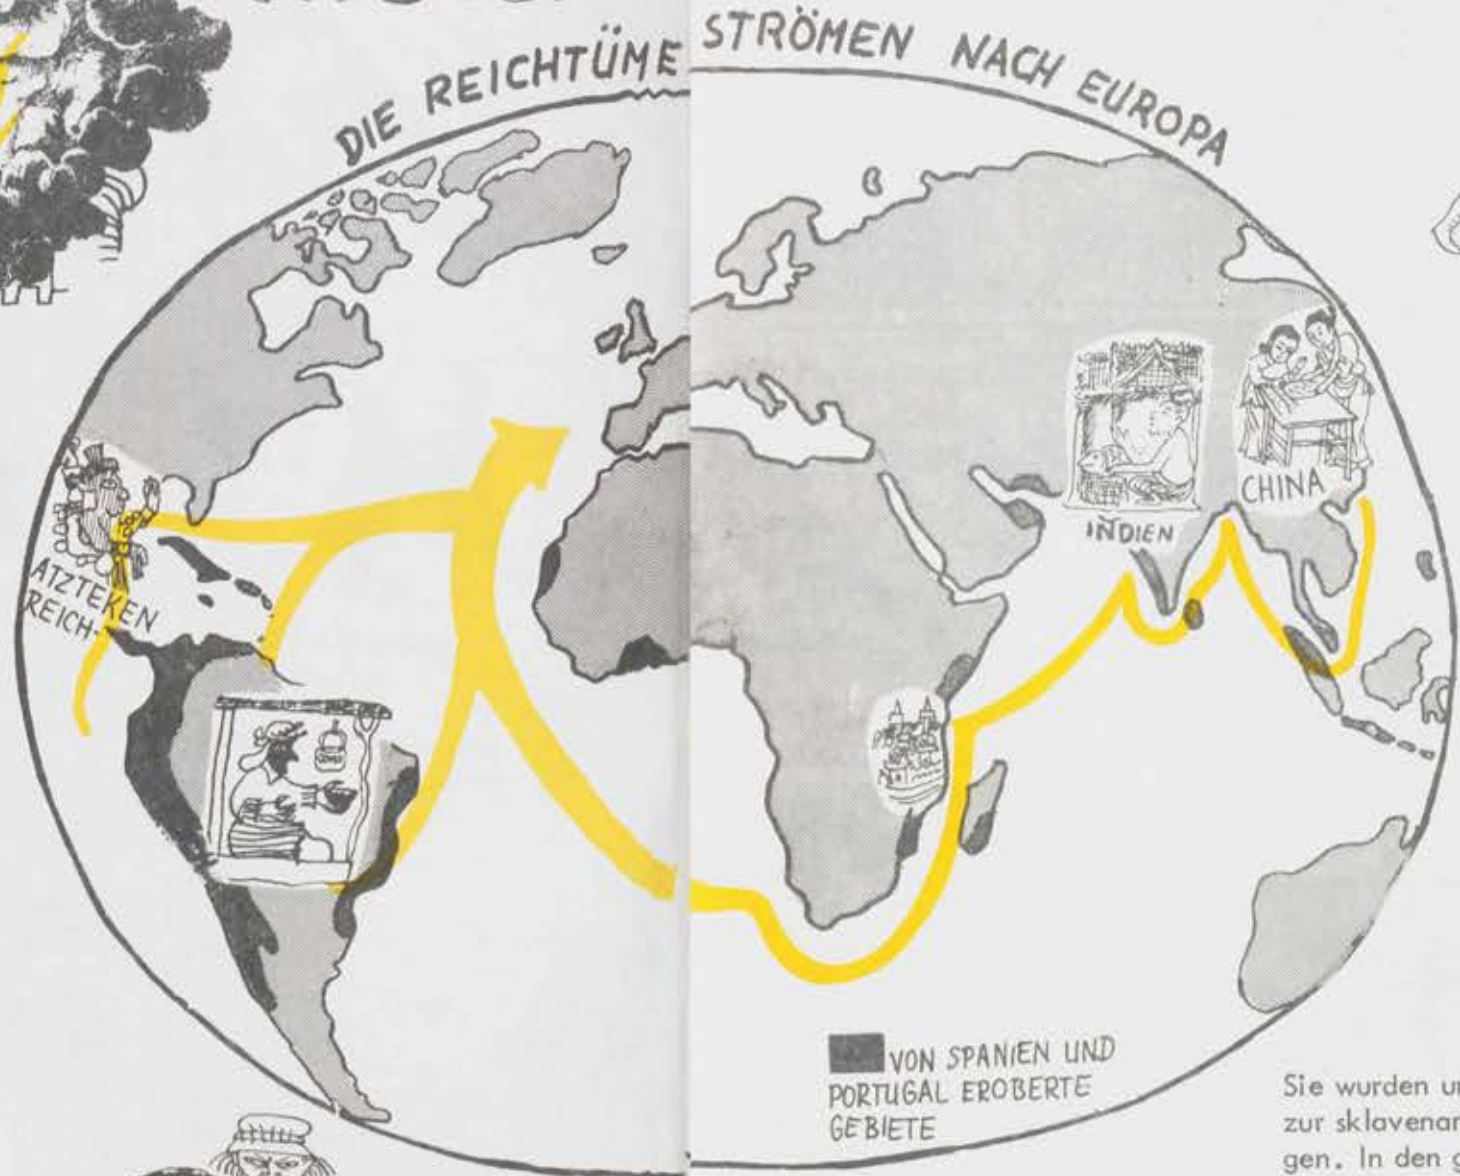 DIE REICHTÜME STRÖMEN NACH EUROPA
ATZTEKEN
REICH-
INDIEN
CHINA
VON SPANIEN UND
PORTUGAL EROBERTE
GEBIETE
Sie wurden
zur
gen. In den